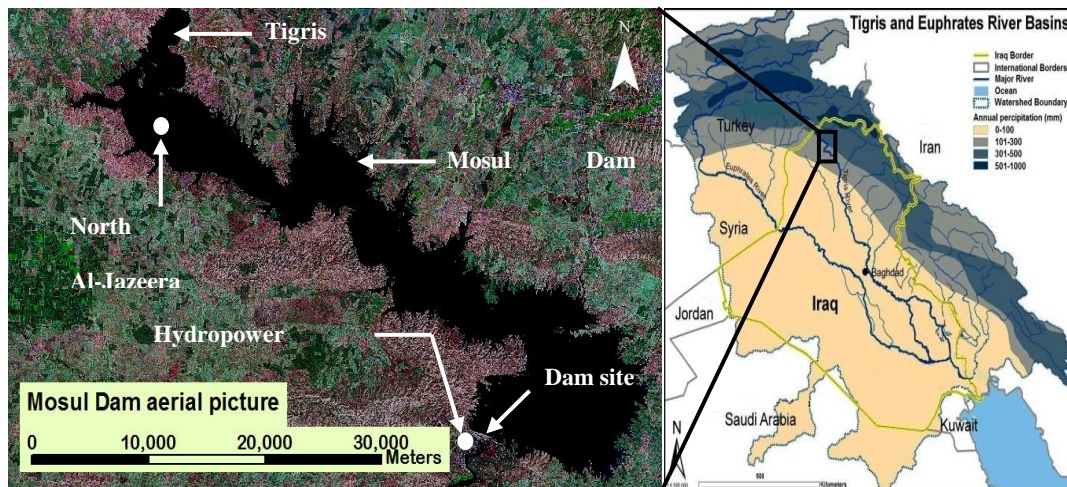 Tigris
N
Mosul Dam
North
Al-Jazeera
Hydropower
Dam site
Mosul Dam aerial picture
0 10,000 20,000 30,000
Meters
Tigris and Euphrates River Basins
Iraq Border
International Borders
Major River
Ocean
Watershed Boundary
Annual percipitation (mm)
0-100
101-300
301-500
501-1000
Turkey
Iran
Euphrates River
Tigris River
Syria
Baghdad
Iraq
Jordan
Saudi Arabia
Kuwait
N
500
Kilometers